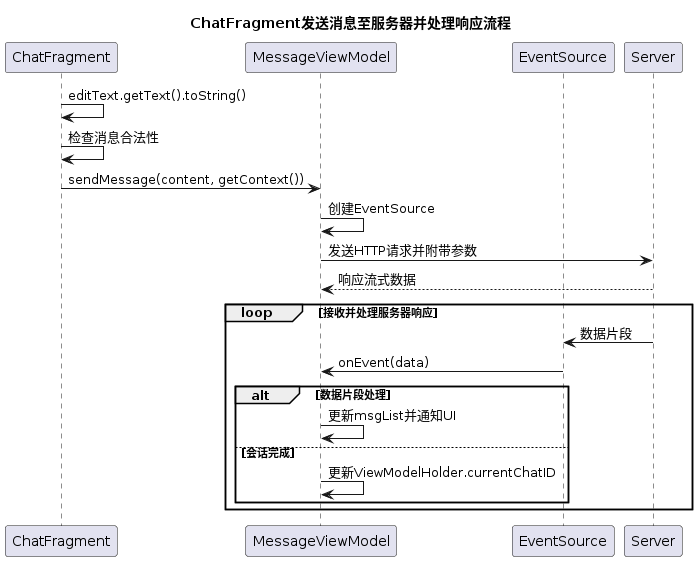 ChatFragment发送消息至服务器并处理响应流程
ChatFragment MessageViewModel EventSource Server
editText.getText().toString()
检查消息合法性
sendMessage(content, getContext())
创建EventSource
发送HTTP请求并附带参数
响应流式数据
loop [接收并处理服务器响应]
数据片段
onEvent(data)
alt [数据片段处理]
更新msgList并通知UI
[会话完成]
更新ViewModelHolder.currentChatID
ChatFragment MessageViewModel EventSource Server